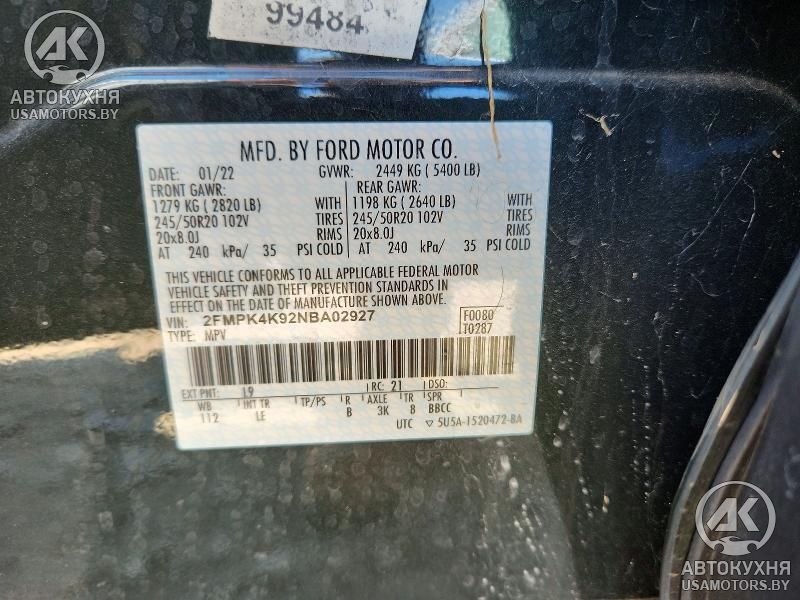 99484
АК
АВТОКУХНЯ
USAMOTORS.BY
MFD. BY FORD MOTOR CO.
DATE: 01/22 GVWR: 2449 KG ( 5400 LB)
FRONT GAWR: REAR GAWR:
1279 KG ( 2820 LB) WITH 1198 KG ( 2640 LB) WITH
245/50R20 102V TIRES 245/50R20 102V TIRES
20x8.0J RIMS 20x8.0J RIMS
AT 240 kPa/ 35 PSI COLD AT 240 kPa/ 35 PSI COLD
THIS VEHICLE CONFORMS TO ALL APPLICABLE FEDERAL MOTOR
VEHICLE SAFETY AND THEFT PREVENTION STANDARDS IN
EFFECT ON THE DATE OF MANUFACTURE SHOWN ABOVE.
VIN: 2FMPK4K92NBA02927 F0080
TYPE: MPV T0287
EXT PNT: J9 RC: 21 DSO:
WB INT TR TP/PS R AXLE TR SPR
112 LE B 3K 8 BBCC
UTC ▽ 5U5A-1520472-BA
АК
АВТОКУХНЯ
USAMOTORS.BY